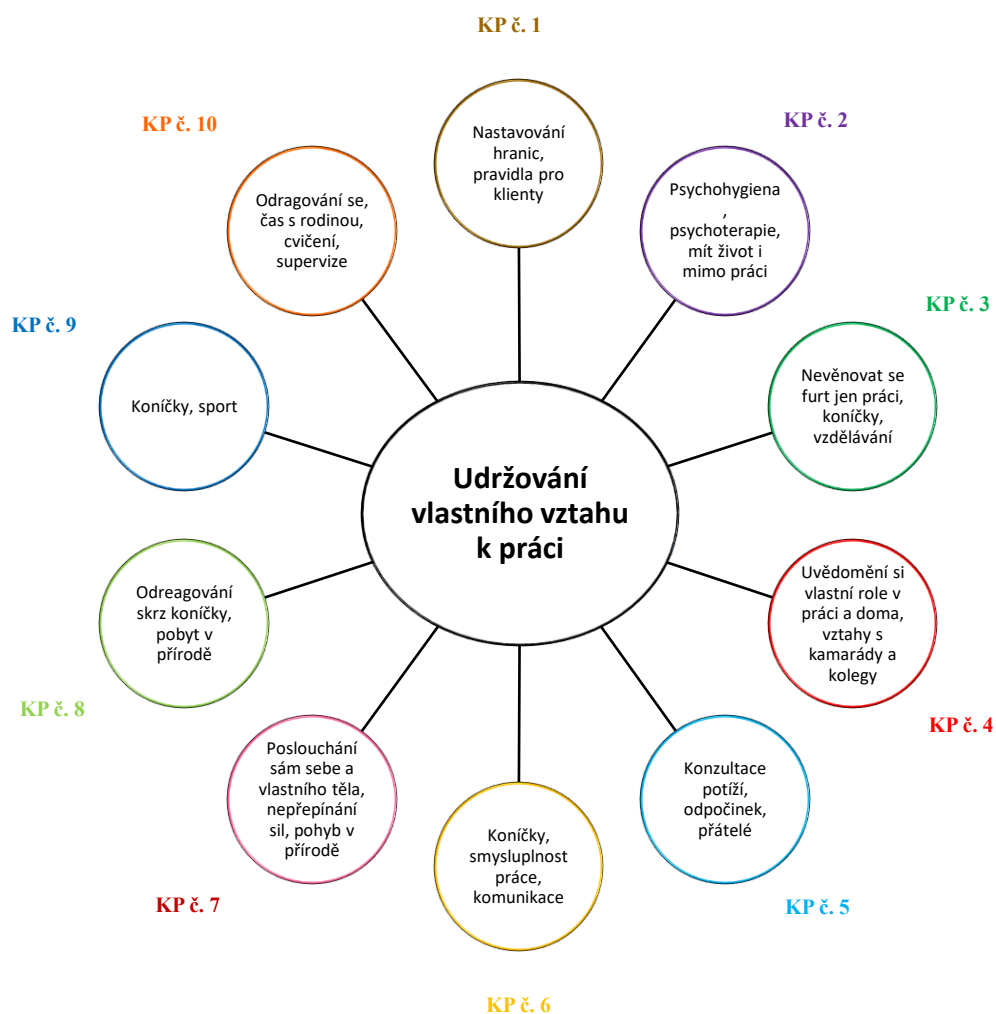 KP č. 1
Nastavování
hranic,
pravidla pro
klienty
KP č. 2
Psychohygiena
,
psychoterapie,
mít život i
mimo práci
KP č. 3
Nevěnovat se
furt jen práci,
koníčky,
vzdělávání
KP č. 4
Uvědomění si
vlastní role v
práci a doma,
vztahy s
kamarády a
kolegy
KP č. 5
Konzultace
potíží,
odpočinek,
přátelé
KP č. 6
Koníčky,
smysluplnost
práce,
komunikace
KP č. 7
Poslouchání
sám sebe a
vlastního těla,
nepřepínání
sil, pohyb v
přírodě
KP č. 8
Odreagování
skrz koníčky,
pobyt v
přírodě
KP č. 9
Koníčky, sport
KP č. 10
Odragování se,
čas s rodinou,
cvičení,
supervize
Udržování
vlastního vztahu
k práci